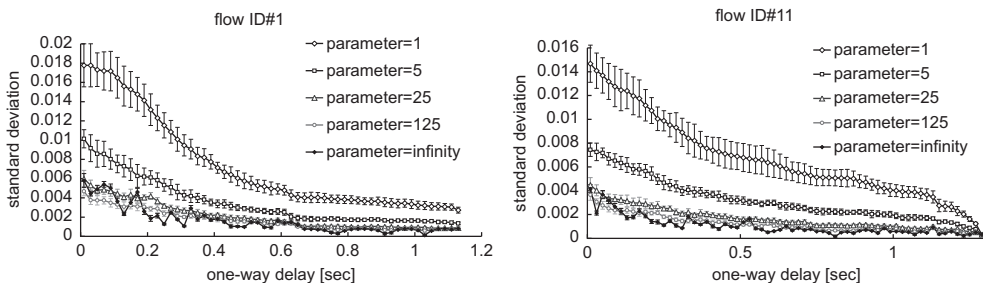 flow ID#1
standard deviation
0.02
0.018
0.016
0.014
0.012
0.01
0.008
0.006
0.004
0.002
0
0
0.2
0.4
0.6
0.8
1.0
1.2
one-way delay [sec]
parameter=1
parameter=5
parameter=25
parameter=125
parameter=infinity
flow ID#11
standard deviation
0.016
0.014
0.012
0.01
0.008
0.006
0.004
0.002
0
0
0.5
1
one-way delay [sec]
parameter=1
parameter=5
parameter=25
parameter=125
parameter=infinity